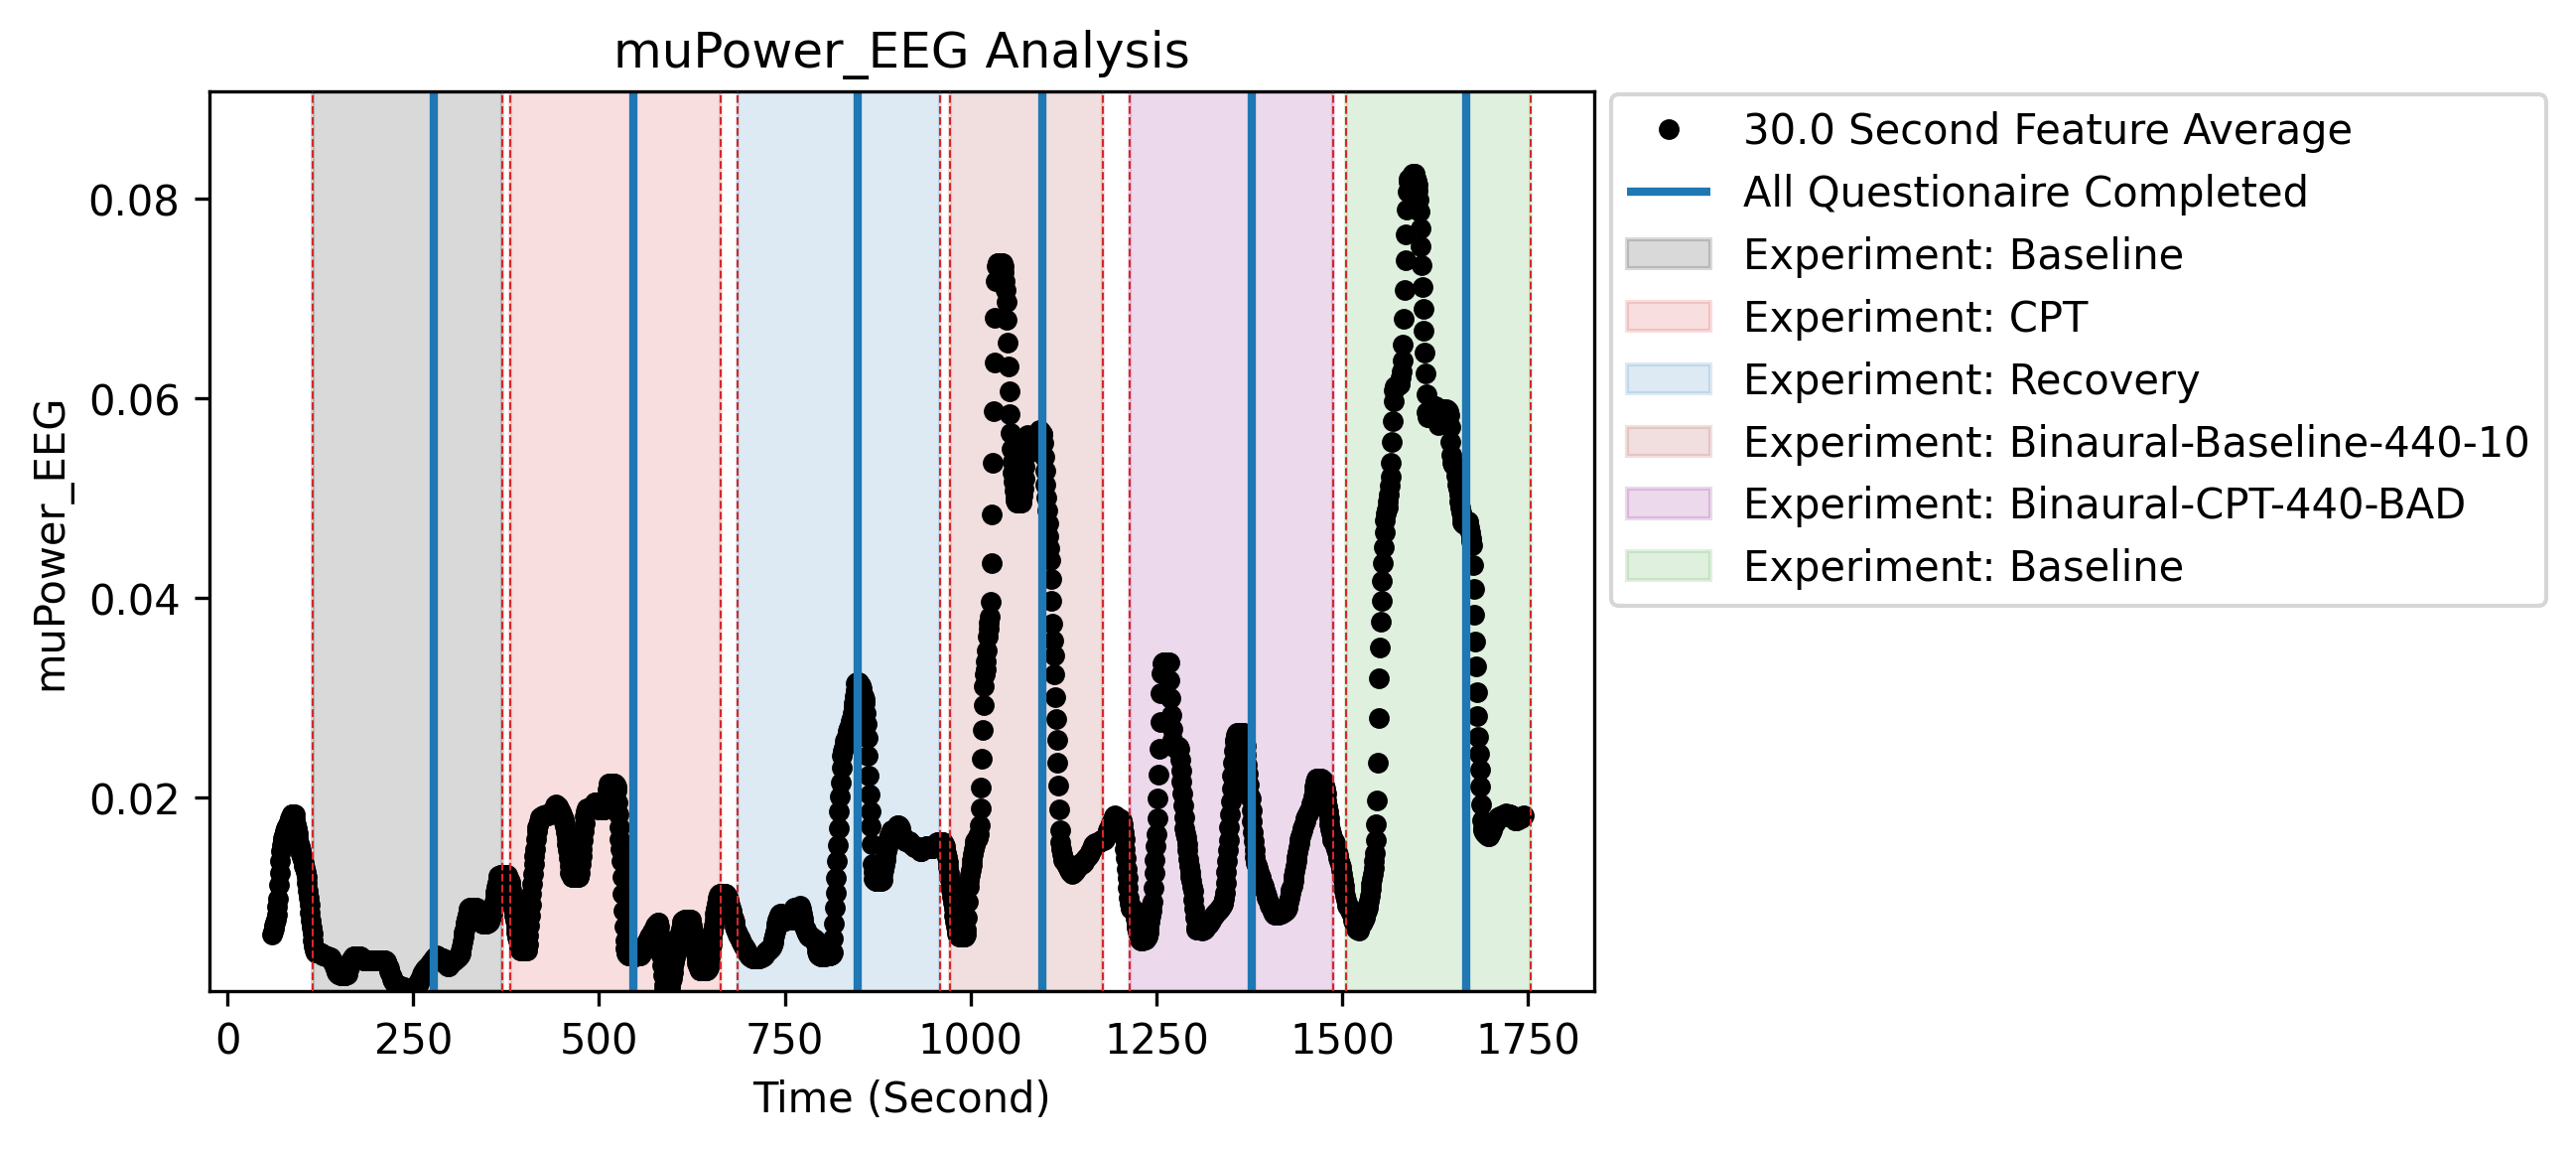 muPower_EEG Analysis
30.0 Second Feature Average
All Questionaire Completed
Experiment: Baseline
Experiment: CPT
Experiment: Recovery
Experiment: Binaural-Baseline-440-10
Experiment: Binaural-CPT-440-BAD
Experiment: Baseline
muPower_EEG
0.08
0.06
0.04
0.02
0 250 500 750 1000 1250 1500 1750
Time (Second)